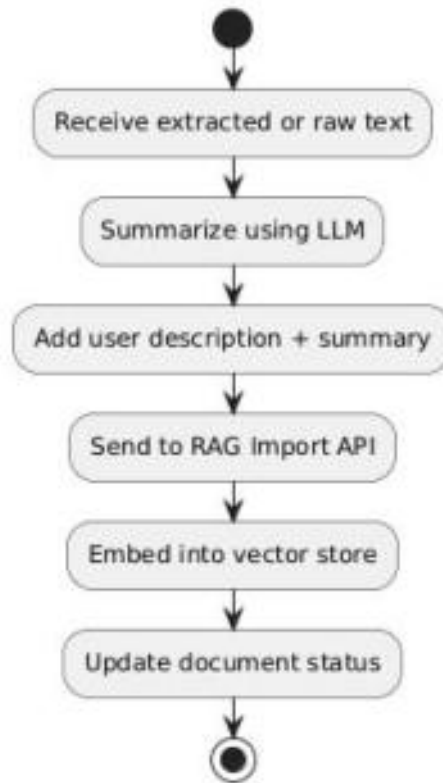 Receive extracted or raw text
Summarize using LLM
Add user description + summary
Send to RAG Import API
Embed into vector store
Update document status